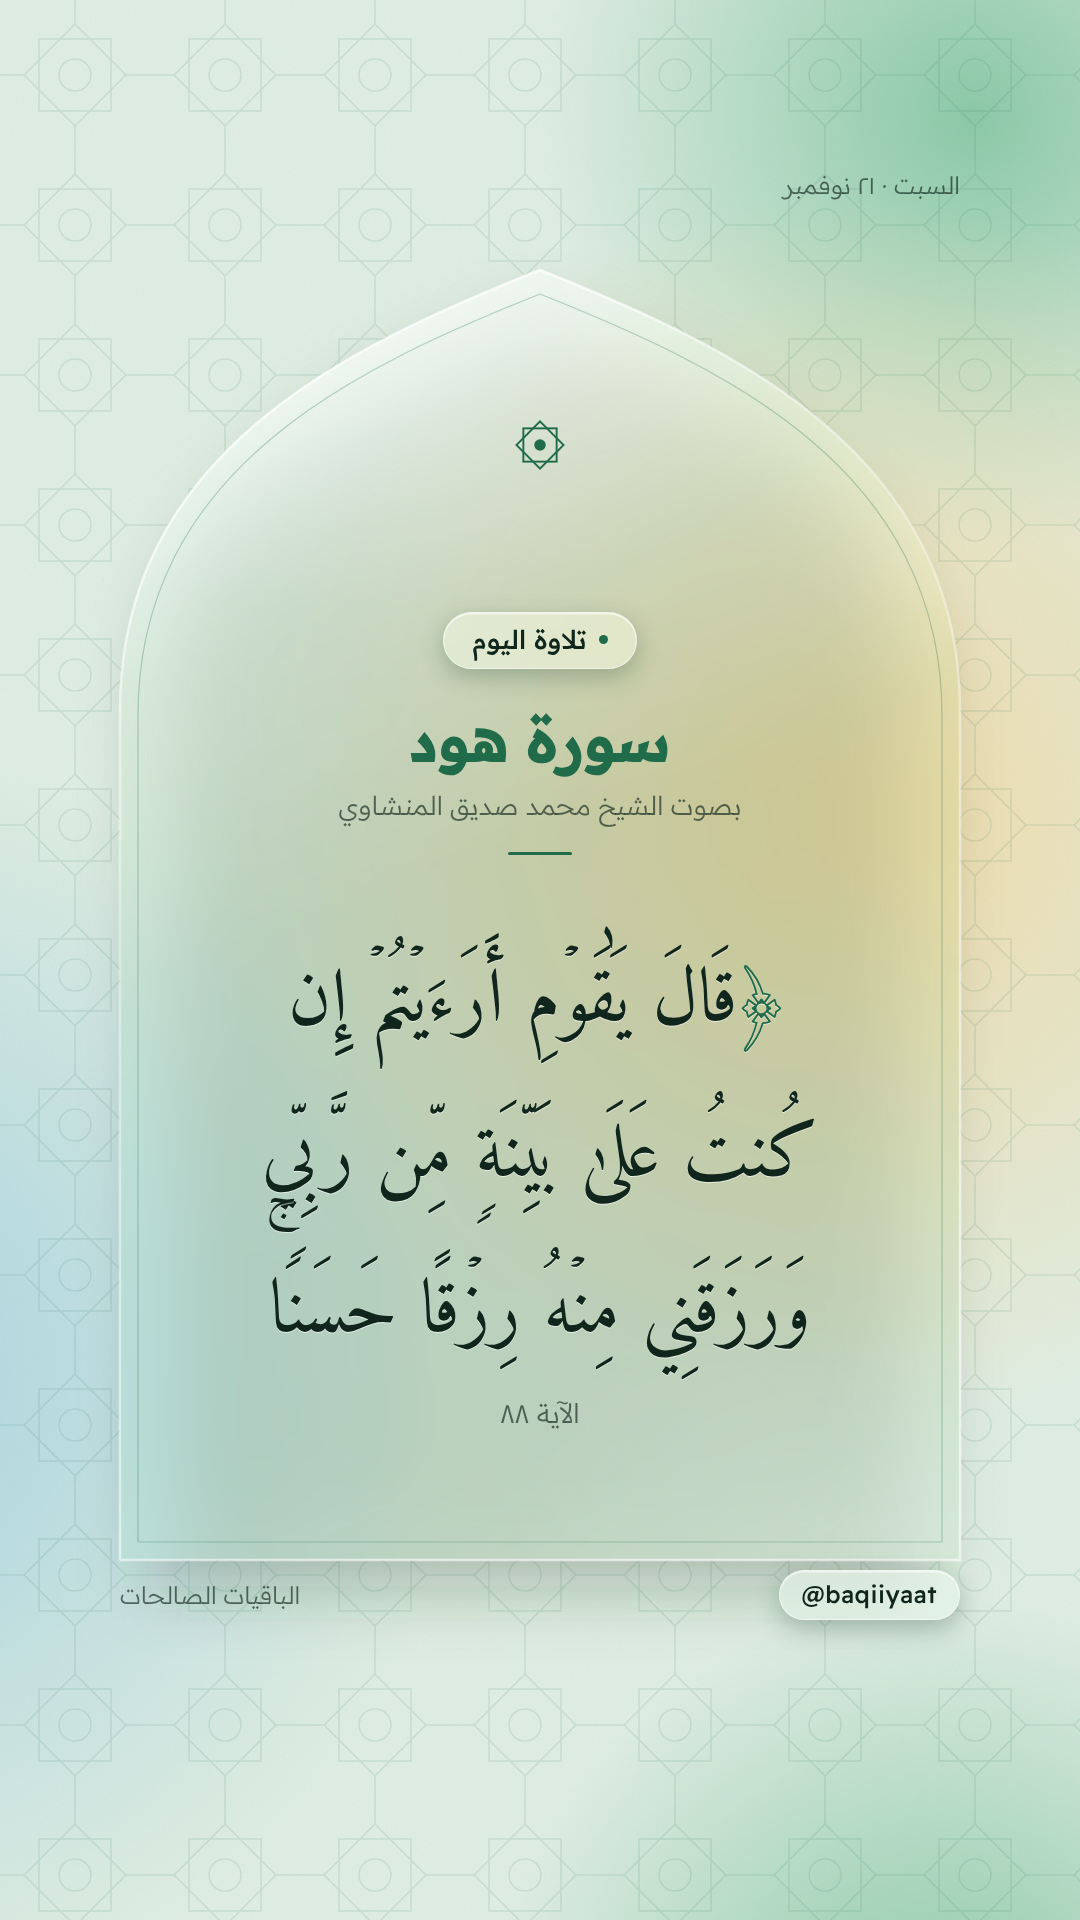 السبت · ٢١ نوفمبر
تلاوة اليوم
سورة هود
بصوت الشيخ محمد صديق المنشاوي
﴿قَالَ يَٰقَوۡمِ أَرَءَيۡتُمۡ إِن
كُنتُ عَلَىٰ بَيِّنَةٖ مِّن رَّبِّي
وَرَزَقَنِي مِنۡهُ رِزۡقًا حَسَنٗاۚ
الآية ٨٨
@baqiiyaat
الباقيات الصالحات